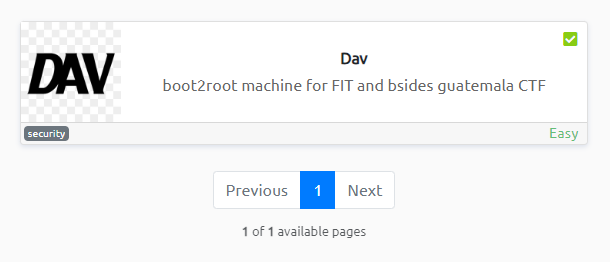 DAV
Dav
boot2root machine for FIT and bsides guatemala CTF
security
Easy
Previous 1 Next
1 of 1 available pages